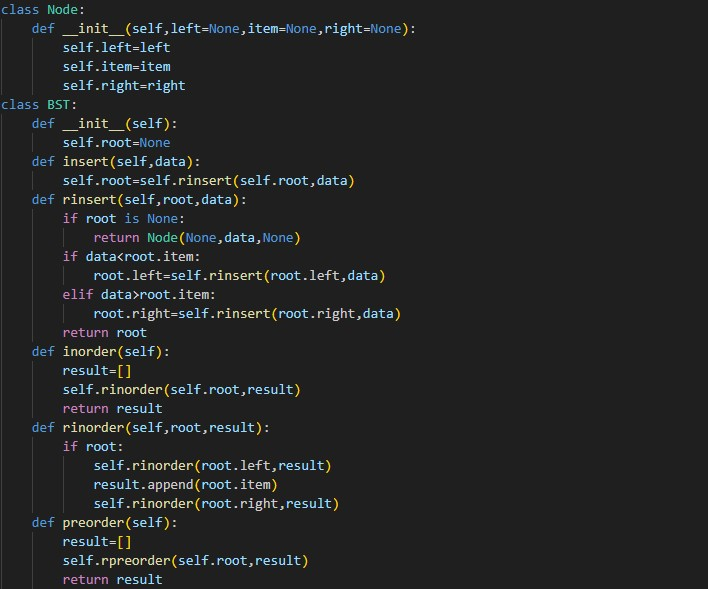 class Node:
    def __init__(self,left=None,item=None,right=None):
        self.left=left
        self.item=item
        self.right=right
class BST:
    def __init__(self):
        self.root=None
    def insert(self,data):
        self.root=self.rinsert(self.root,data)
    def rinsert(self,root,data):
        if root is None:
            return Node(None,data,None)
        if data<root.item:
            root.left=self.rinsert(root.left,data)
        elif data>root.item:
            root.right=self.rinsert(root.right,data)
        return root
    def inorder(self):
        result=[]
        self.rinorder(self.root,result)
        return result
    def rinorder(self,root,result):
        if root:
            self.rinorder(root.left,result)
            result.append(root.item)
            self.rinorder(root.right,result)
    def preorder(self):
        result=[]
        self.rpreorder(self.root,result)
        return result